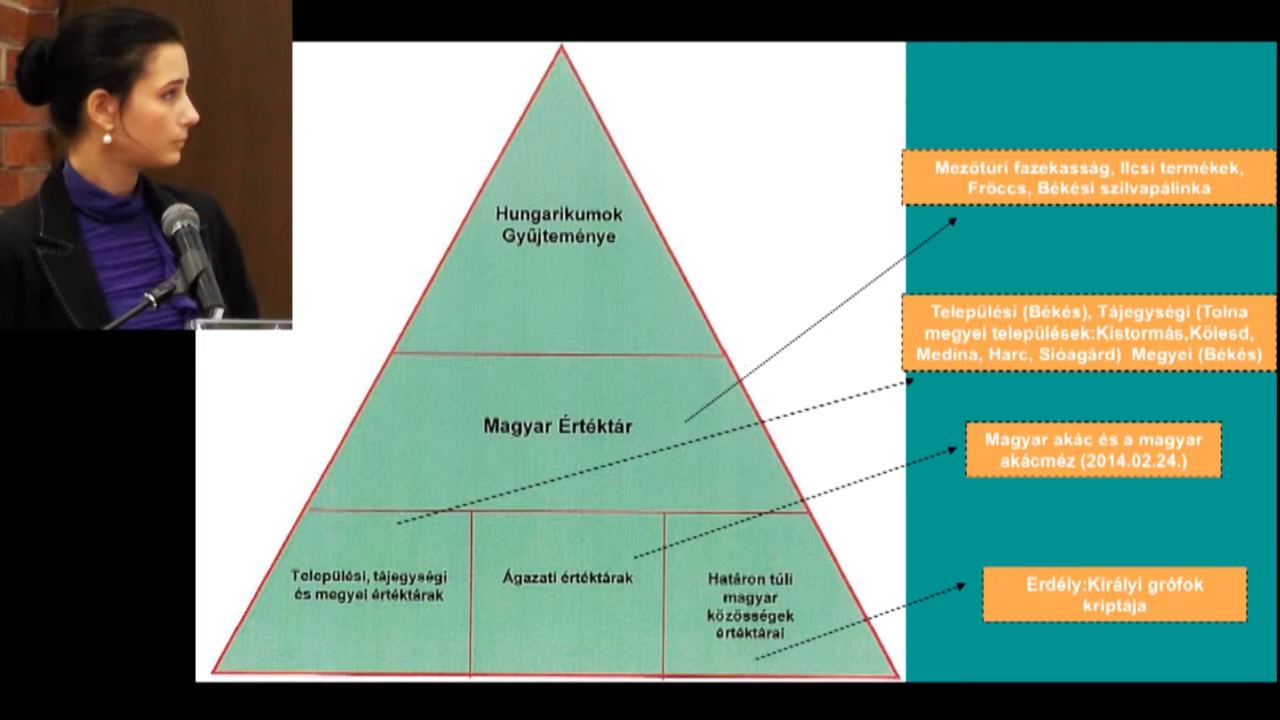 Hungarikumok
Gyűjteménye
Magyar Értéktár
Települési, tájegységi
és megyei értéktárak
Ágazati értéktárak
Határon túli
magyar
közösségek
értéktárai
Mezőtúri fazekasság, Ilcsi termékek,
Fröccs, Békési szilvapálinka
Települési (Békés), Tájegységi (Tolna
megyei települések:Kistormás,Kölesd,
Medina, Harc, Sióagárd)  Megyei (Békés)
Magyar akác és a magyar
akácméz (2014.02.24.)
Erdély:Királyi grófok
kriptája